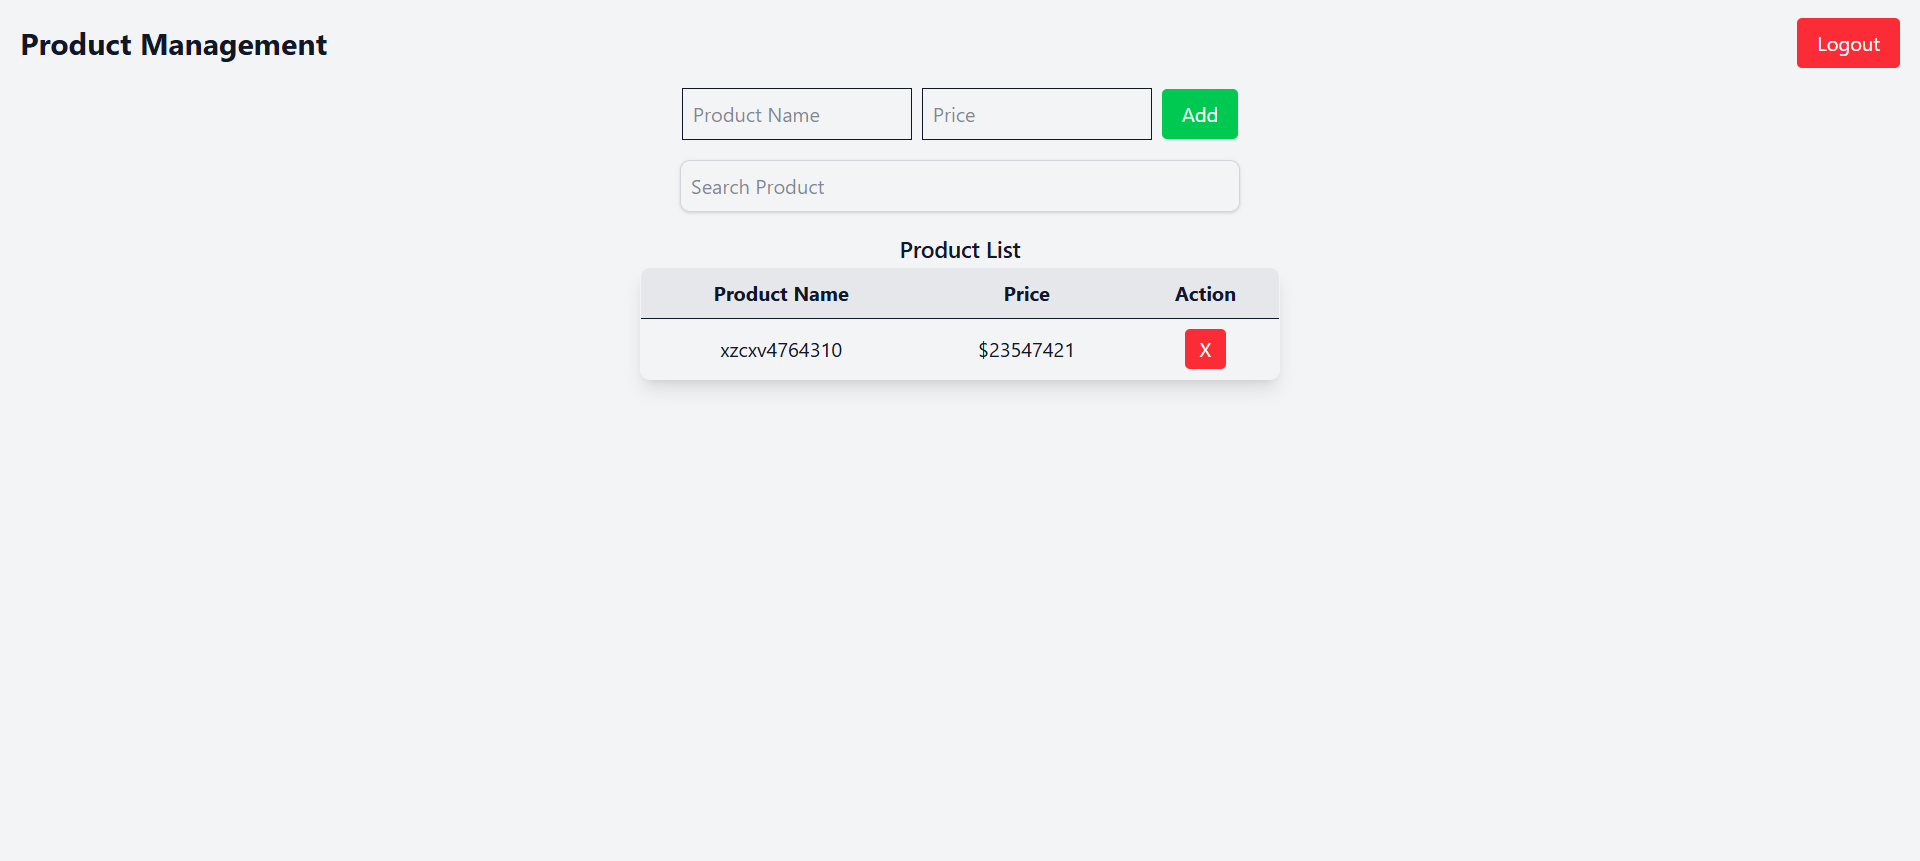 Product Management
Logout
Product Name Price Add
Search Product
Product List
Product Name Price Action
xzcxv4764310 $23547421 X